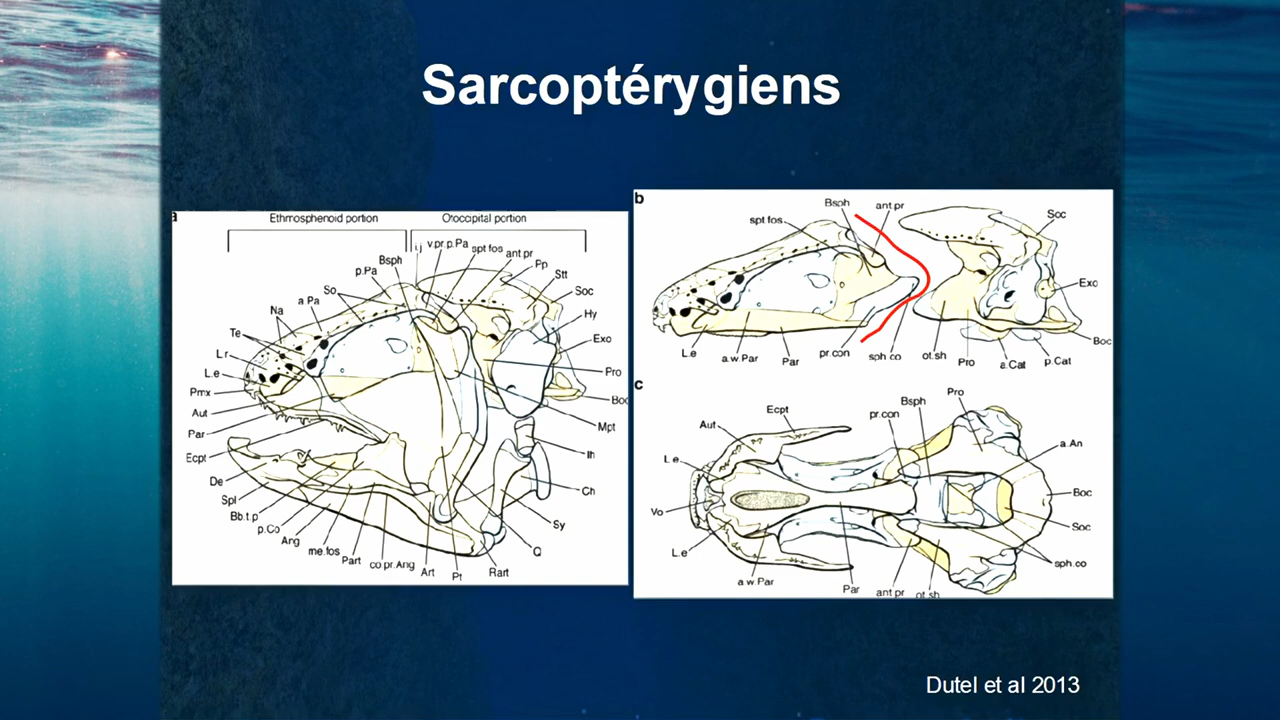 Sarcoptérygiens
a
Ethmosphenoid portion
Otocapital portion
i.j
v.pr.p.Pa
spt fos
ant pr
Bsph
Pp
p.Pa
Stt
So
Soc
a.Pa
Na
Hy
Te
Exo
L.r
L.e
Pro
Pmx
Boc
Aut
Mpt
Par
Ecpt
Ih
De
Ch
Spl
Bb.t.p
Sy
p.Co
Ang
me.fos
Q
Part
co pr.Ang
Art
Pt
Rart
b
Bsph
ant pr
spt fos
Soc
Exo
Boc
L.e
a.w.Par
Par
pr.con
sph.co
ot.sh
Pro
a.Cat
p.Cat
c
Pro
Bsph
Ecpt
pr.con
Aut
a.An
L.e
Boc
Vo
Soc
L.e
sph.co
a.w.Par
Par
ant pr
ot.sh
Dutel et al 2013